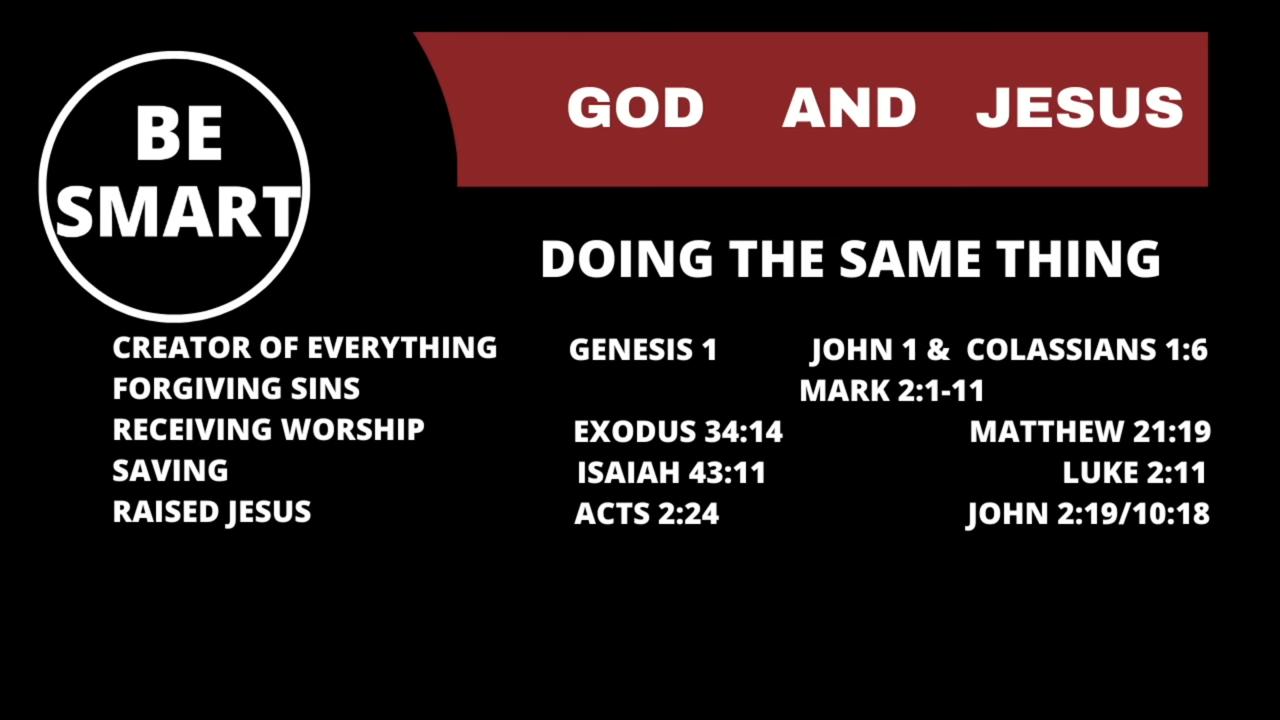 BE
SMART
GOD AND JESUS
DOING THE SAME THING
CREATOR OF EVERYTHING GENESIS 1 JOHN 1 & COLASSIANS 1:6
FORGIVING SINS MARK 2:1-11
RECEIVING WORSHIP EXODUS 34:14 MATTHEW 21:19
SAVING ISAIAH 43:11 LUKE 2:11
RAISED JESUS ACTS 2:24 JOHN 2:19/10:18